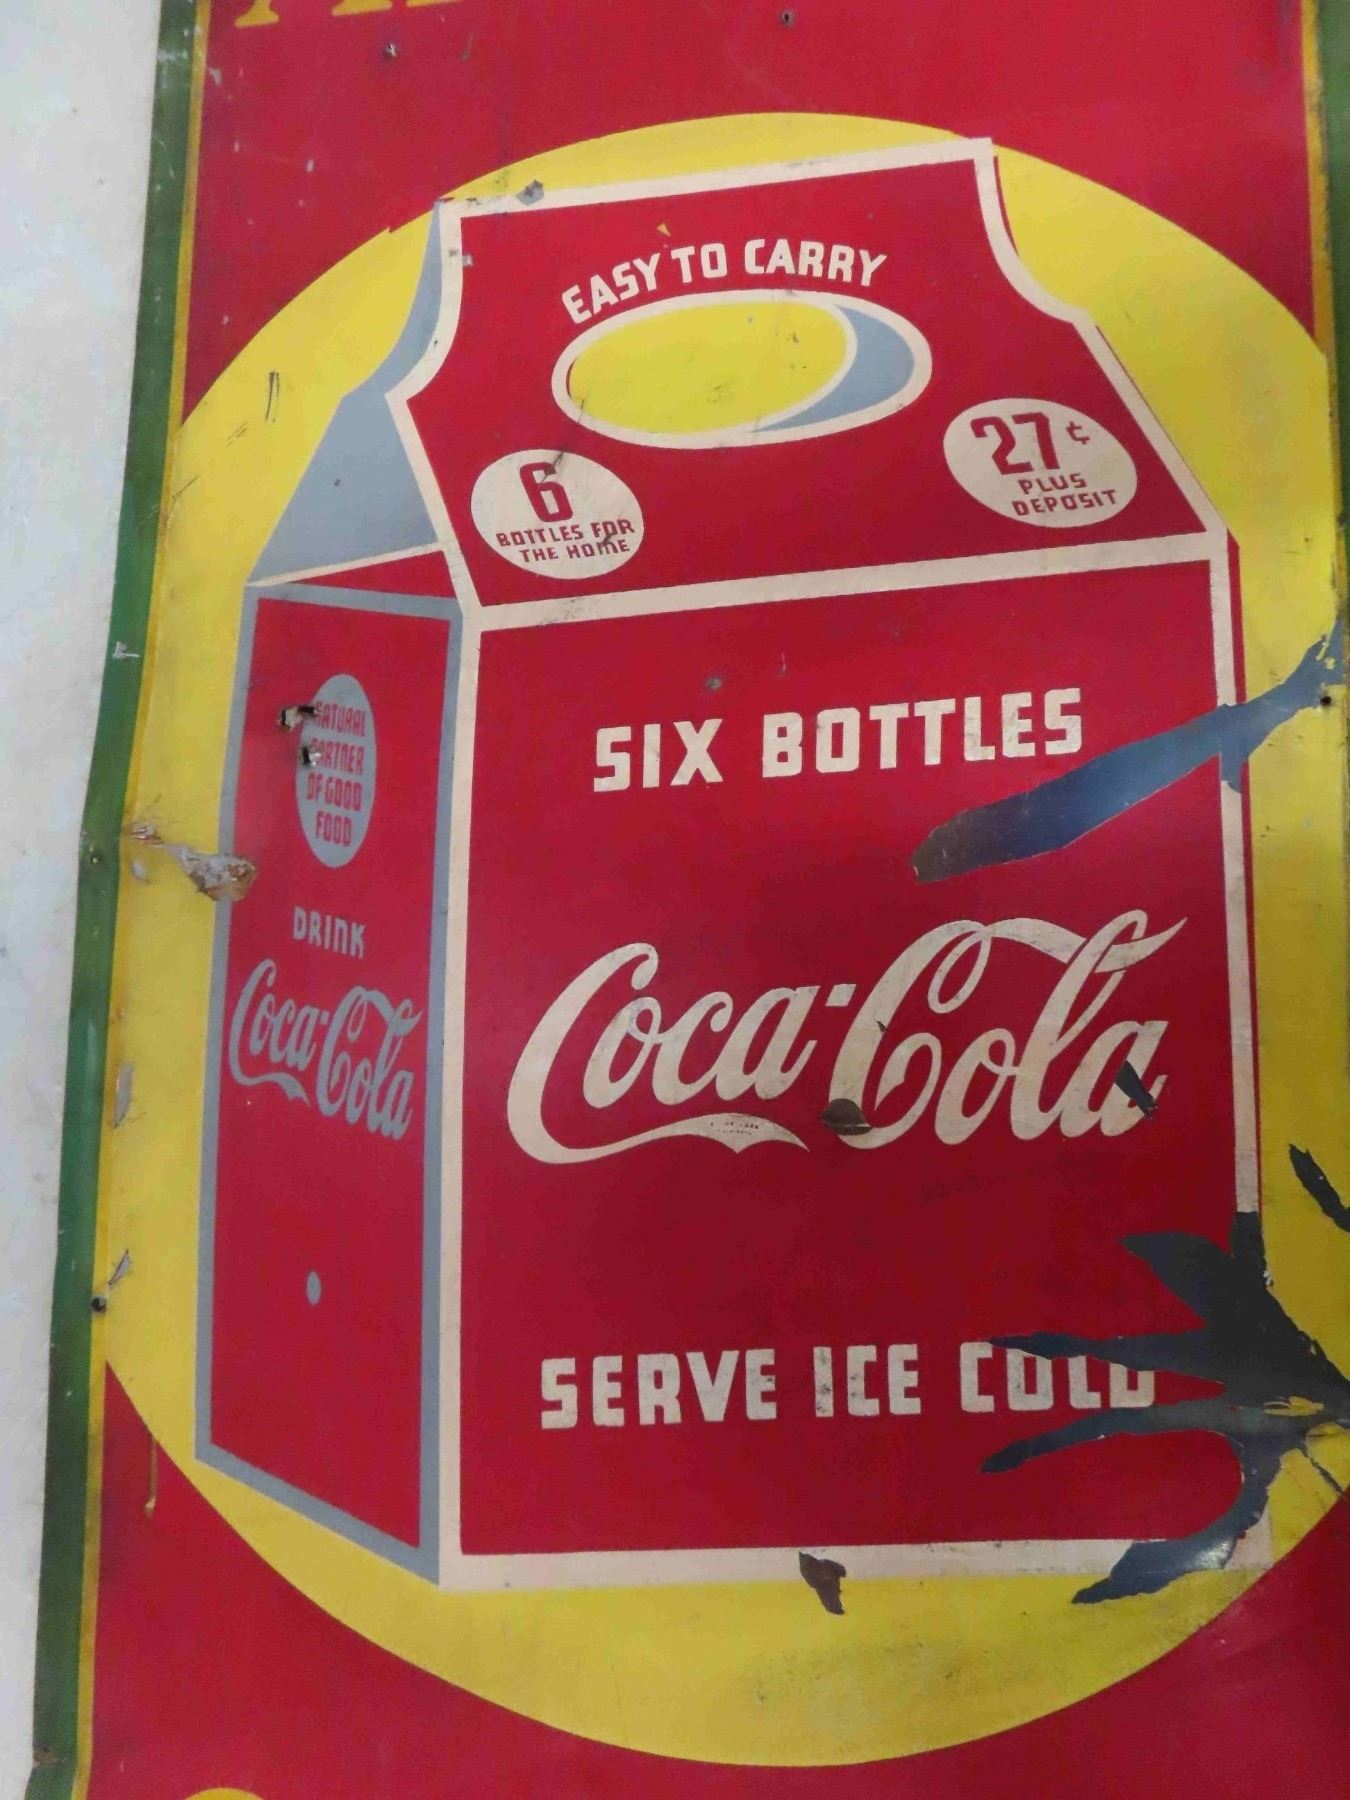 EASY TO CARRY
6
BOTTLES FOR
THE HOME
27¢
PLUS
DEPOSIT
NATURAL
PARTNER
OF GOOD
FOOD
DRINK
Coca-Cola
SIX BOTTLES
Coca-Cola
SERVE ICE COLD